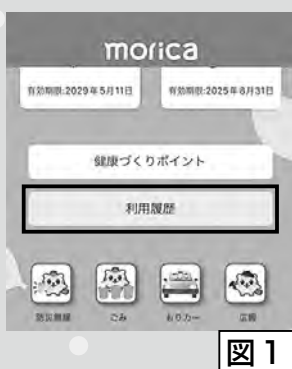 morica
有効期限:2029年5月11日
有効期限:2025年8月31日
健康づくりポイント
利用履歴
防災無線
ごみ
もりカー
広報
図1